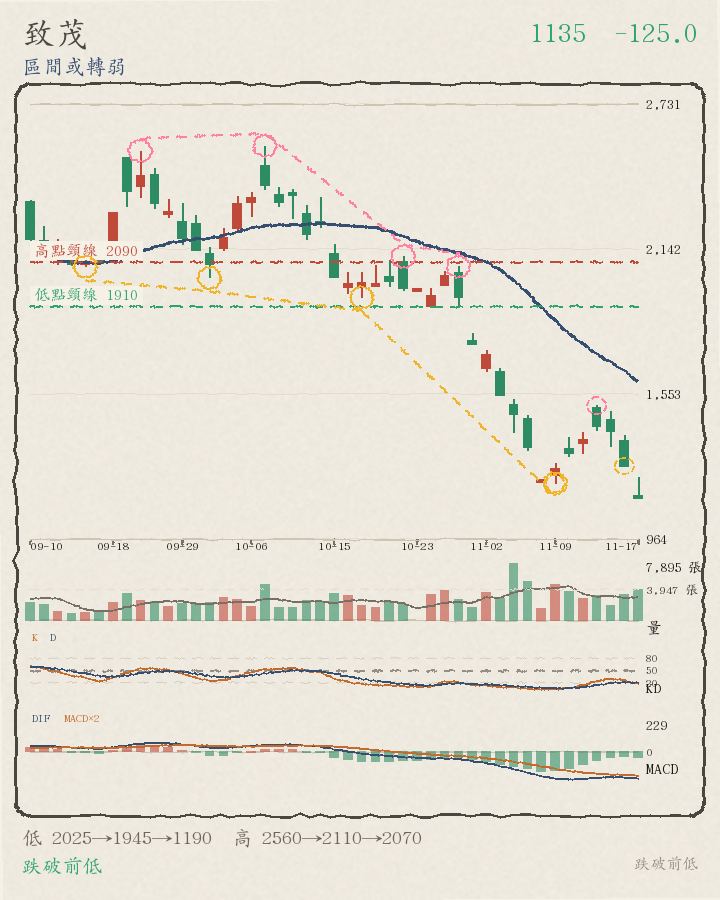 致茂
1135 -125.0
區間或轉弱
2,731
高點頸線 2090
2,142
低點頸線 1910
1,553
964
09-10 09-18 09-29 10-06 10-15 10-23 11-02 11-09 11-17
7,895 張
3,947 張
量
K D
80
50
20
KD
DIF MACD×2
229
0
MACD
低 2025→1945→1190 高 2560→2110→2070
跌破前低
跌破前低